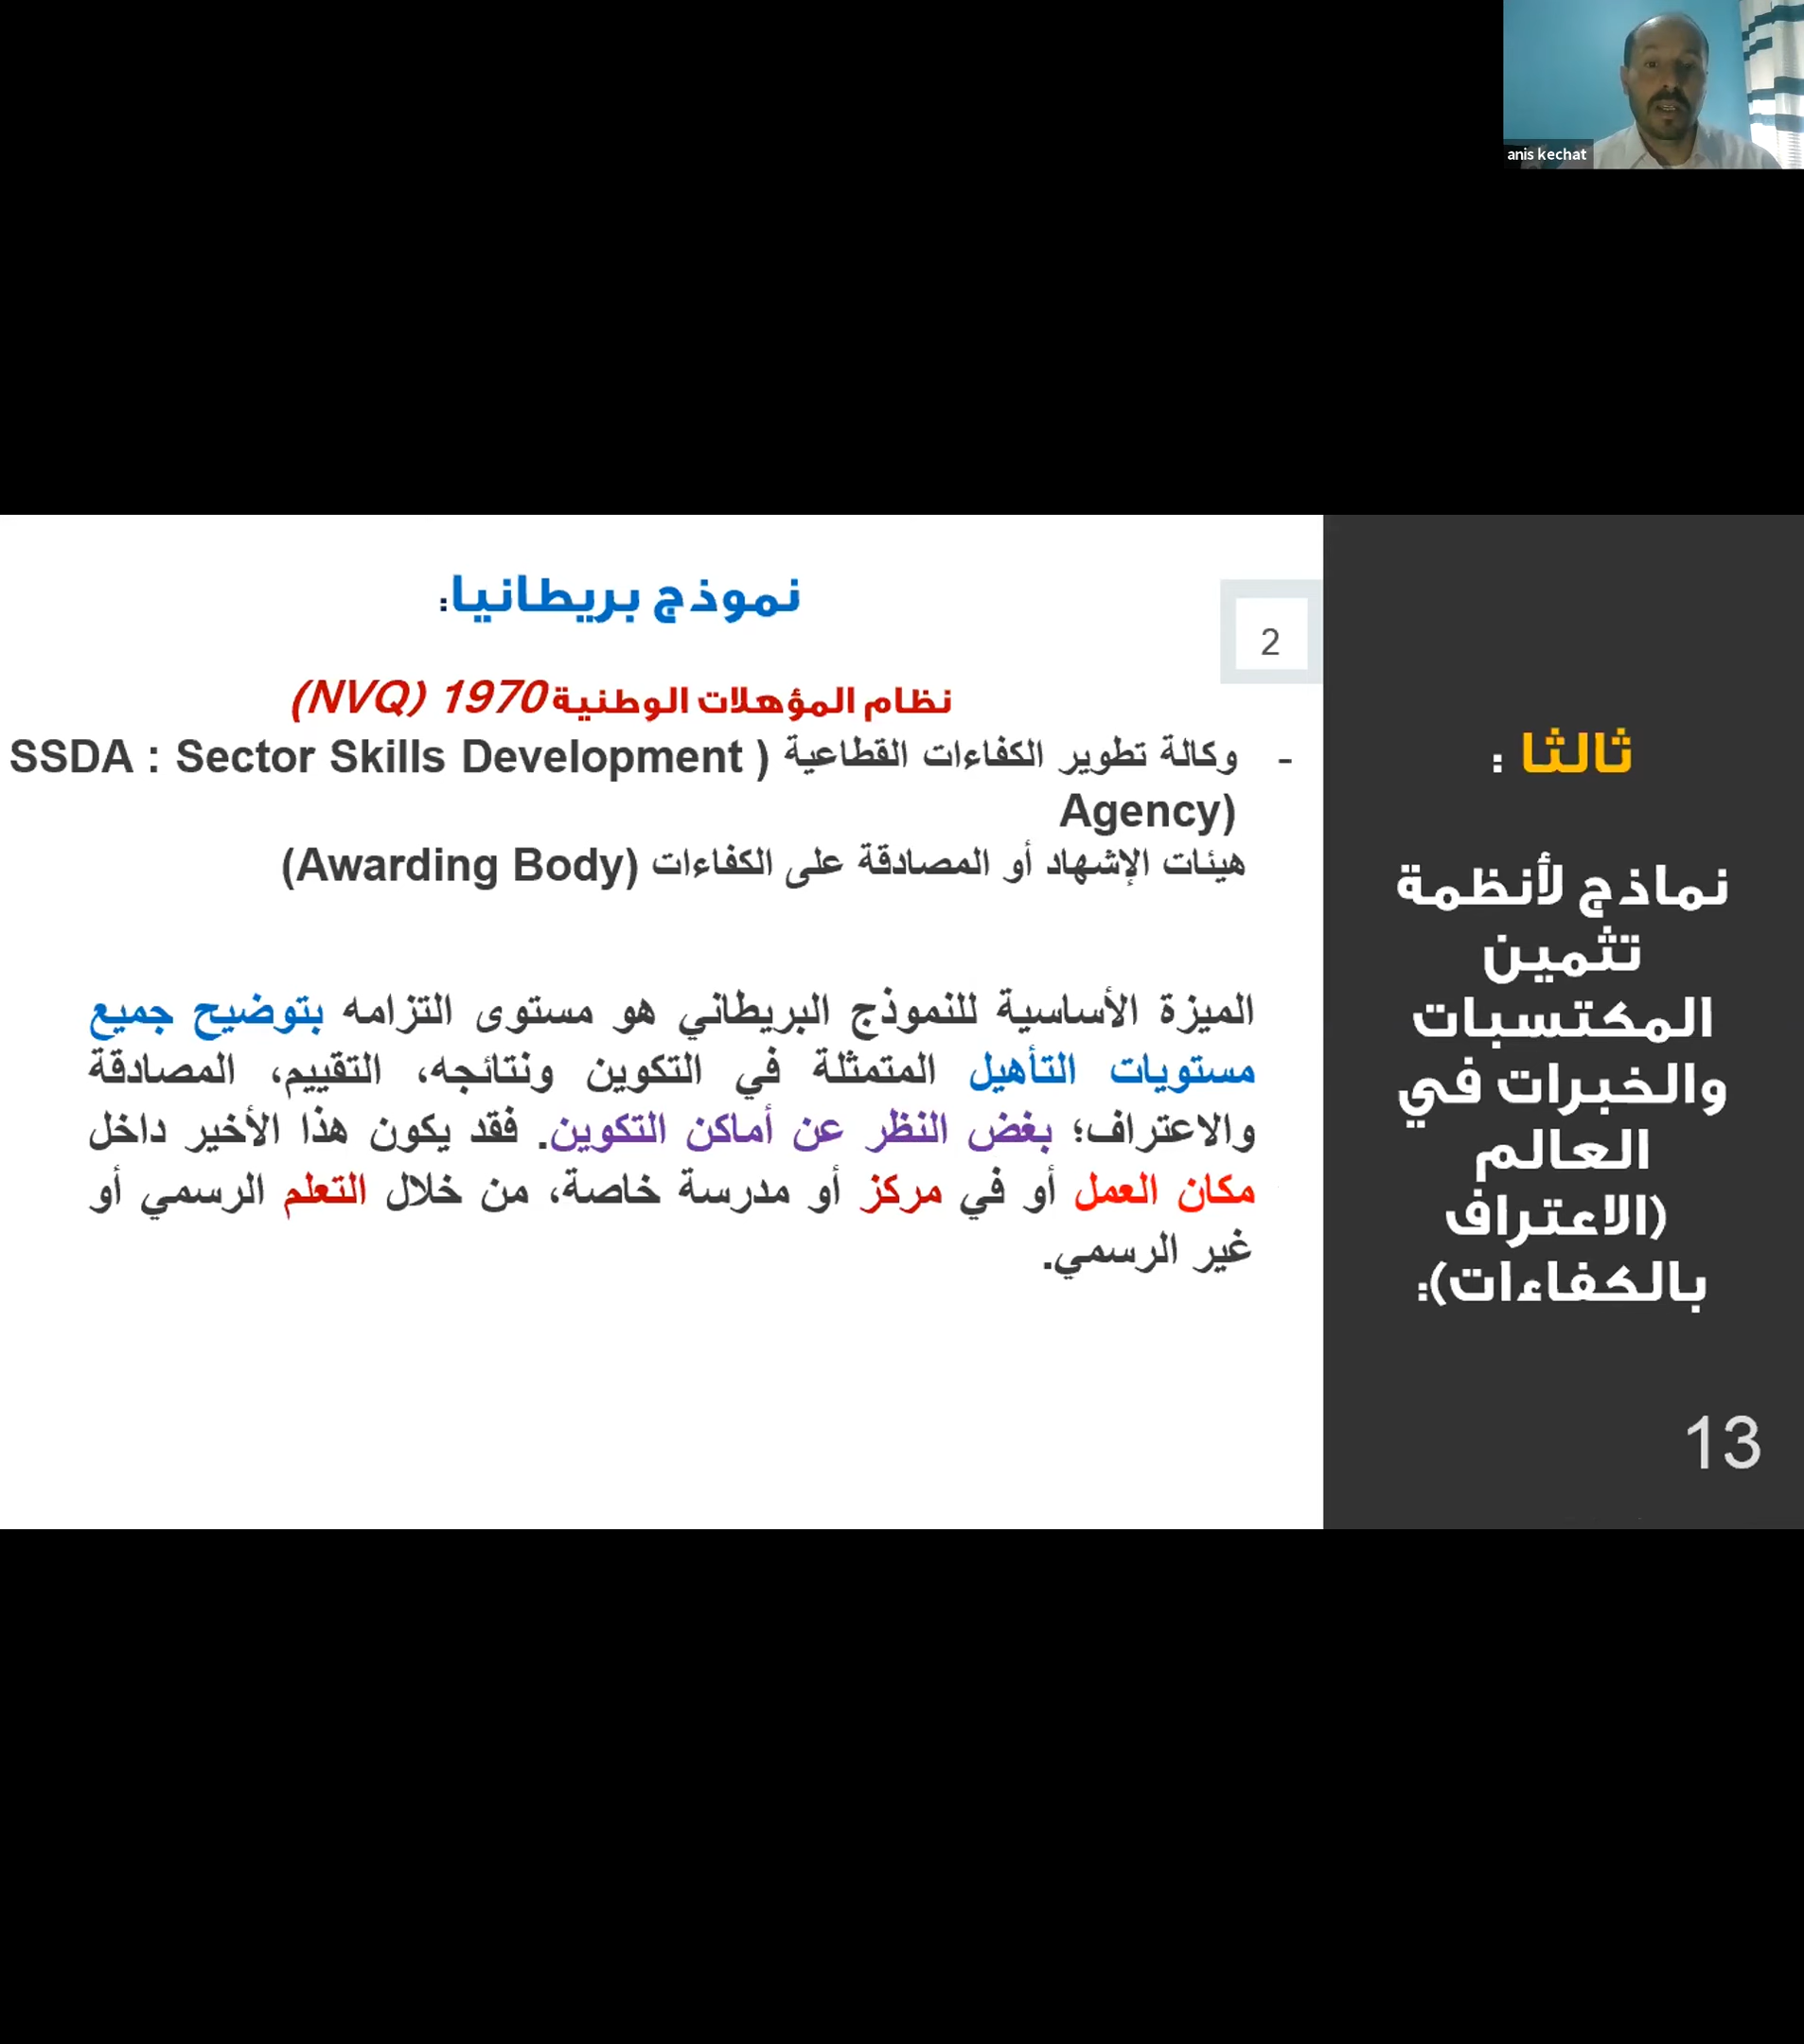 anis kechat
نموذج بريطانيا:
2
نظام المؤهلات الوطنية 1970 (NVQ)
- وكالة تطوير الكفاءات القطاعية ( SSDA : Sector Skills Development
Agency)
هيئات الإشهاد أو المصادقة على الكفاءات (Awarding Body)
الميزة الأساسية للنموذج البريطاني هو مستوى التزامه بتوضيح جميع
مستويات التأهيل المتمثلة في التكوين ونتائجه، التقييم، المصادقة
والاعتراف؛ بغض النظر عن أماكن التكوين. فقد يكون هذا الأخير داخل
مكان العمل أو في مركز أو مدرسة خاصة، من خلال التعلم الرسمي أو
غير الرسمي.
ثالثا :
نماذج لأنظمة
تثمين
المكتسبات
والخبرات في
العالم
(الاعتراف
بالكفاءات):
13